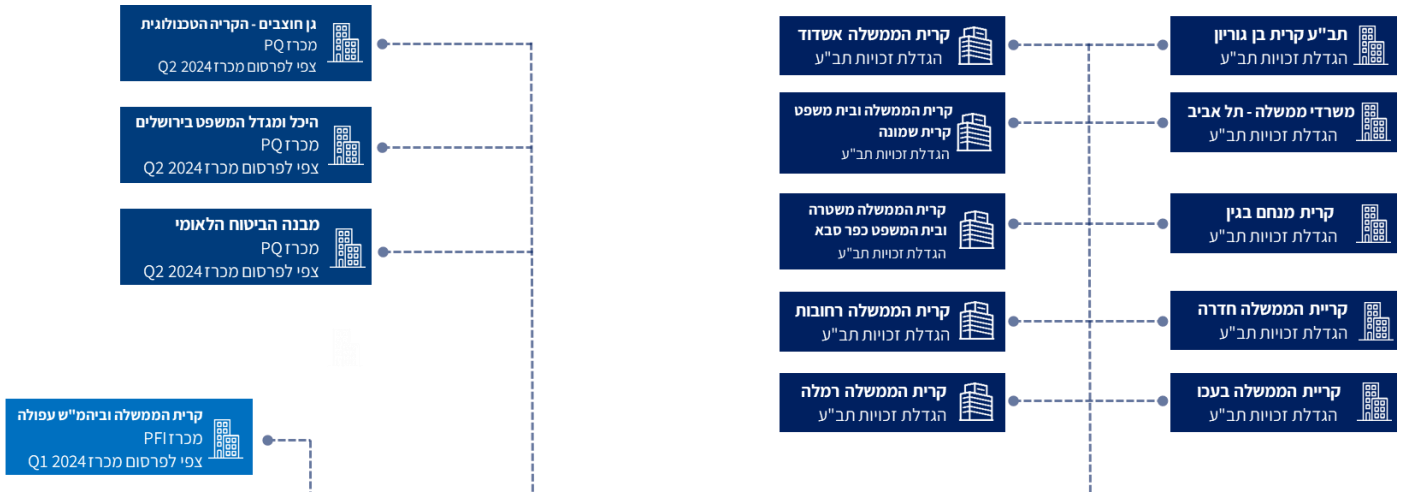 תב"ע קרית בן גוריון
הגדלת זכויות תב"ע
משרדי ממשלה - תל אביב
הגדלת זכויות תב"ע
קרית מנחם בגין
הגדלת זכויות תב"ע
קריית הממשלה חדרה
הגדלת זכויות תב"ע
קריית הממשלה בעכו
הגדלת זכויות תב"ע
קרית הממשלה אשדוד
הגדלת זכויות תב"ע
קרית הממשלה ובית משפט
קרית שמונה
הגדלת זכויות תב"ע
קרית הממשלה משטרה
ובית המשפט כפר סבא
הגדלת זכויות תב"ע
קרית הממשלה רחובות
הגדלת זכויות תב"ע
קרית הממשלה רמלה
הגדלת זכויות תב"ע
גן חוצבים - הקריה הטכנולוגית
מכרז PQ
צפי לפרסום מכרז Q2 2024
היכל ומגדל המשפט בירושלים
מכרז PQ
צפי לפרסום מכרז Q2 2024
מבנה הביטוח הלאומי
מכרז PQ
צפי לפרסום מכרז Q2 2024
קרית הממשלה וביהמ"ש עפולה
מכרז PFI
צפי לפרסום מכרז Q1 2024